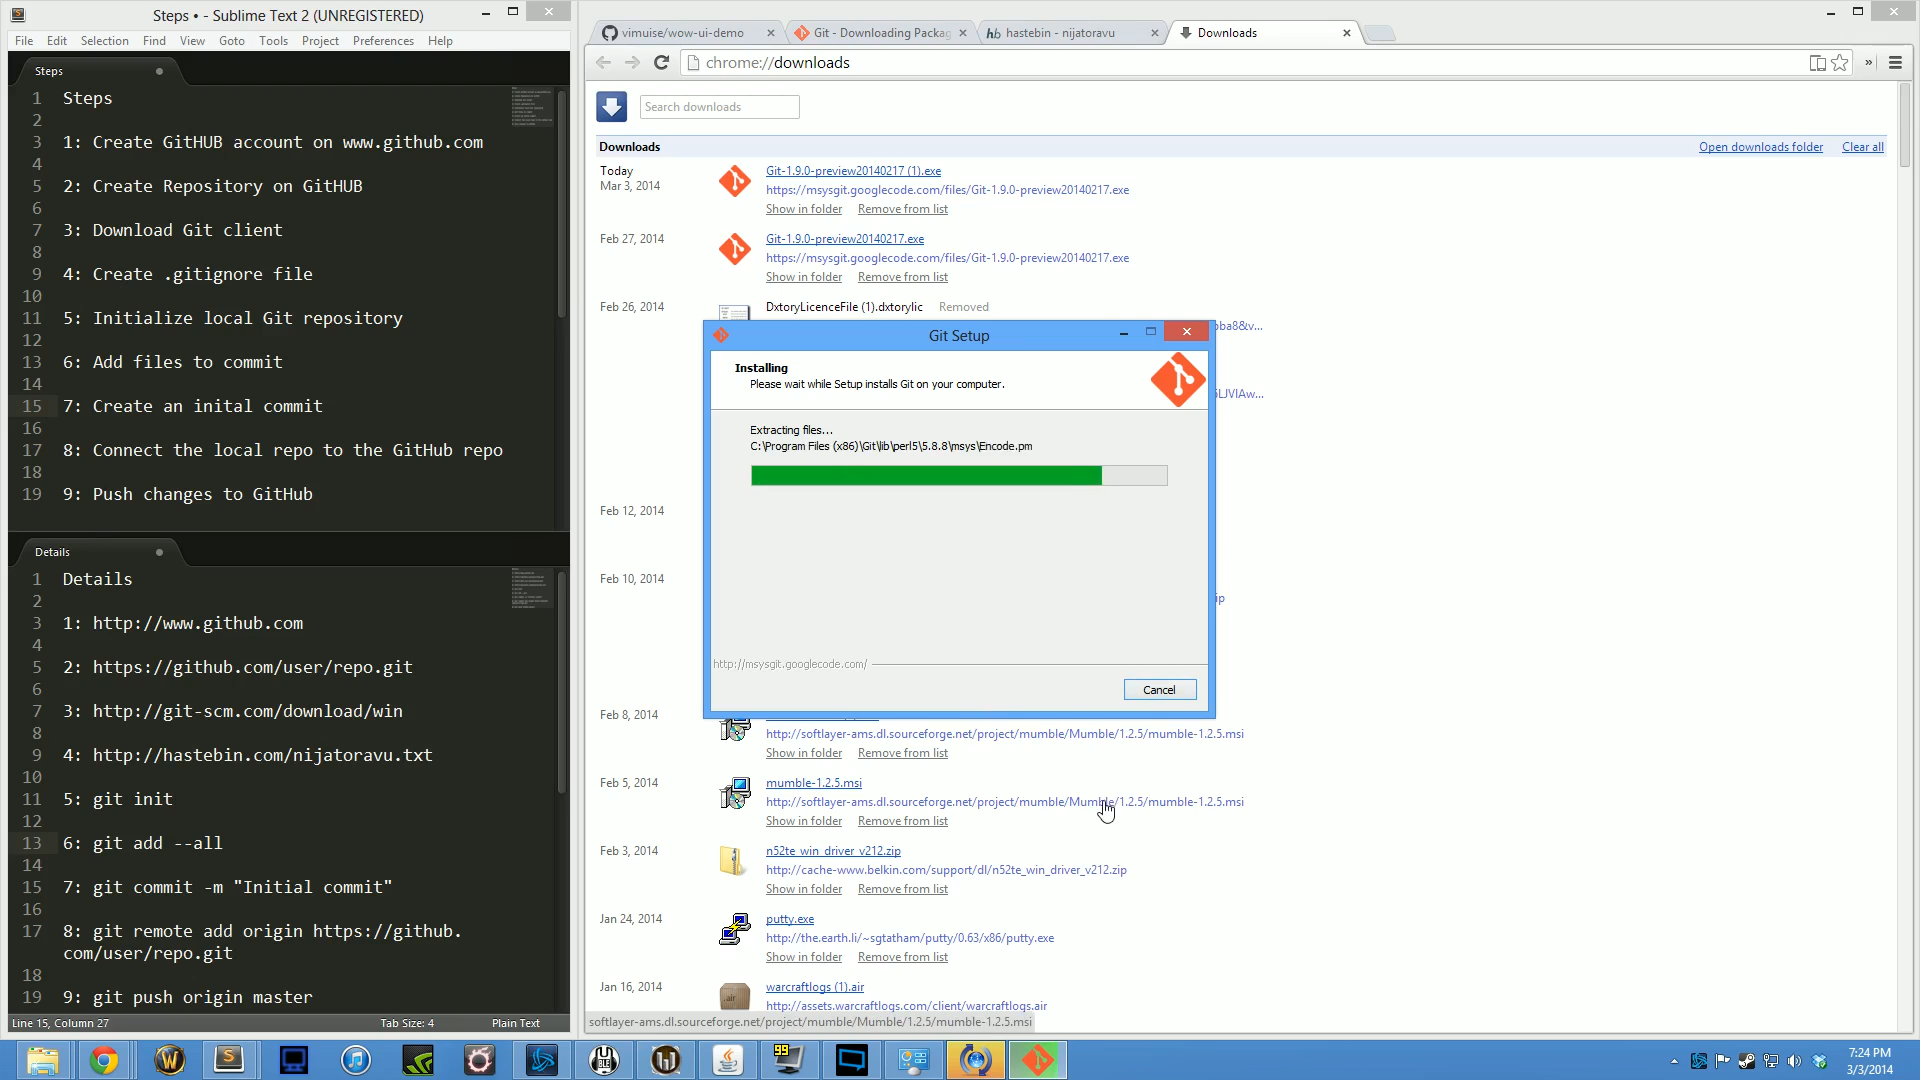 Steps • - Sublime Text 2 (UNREGISTERED)
File Edit Selection Find View Goto Tools Project Preferences Help
Steps
1 Steps
2
3 1: Create GitHUB account on www.github.com
4
5 2: Create Repository on GitHUB
6
7 3: Download Git client
8
9 4: Create .gitignore file
10
11 5: Initialize local Git repository
12
13 6: Add files to commit
14
15 7: Create an inital commit
16
17 8: Connect the local repo to the GitHub repo
18
19 9: Push changes to GitHub
Details
1 Details
2
3 1: http://www.github.com
4
5 2: https://github.com/user/repo.git
6
7 3: http://git-scm.com/download/win
8
9 4: http://hastebin.com/nijatoravu.txt
10
11 5: git init
12
13 6: git add --all
14
15 7: git commit -m "Initial commit"
16
17 8: git remote add origin https://github.
com/user/repo.git
18
19 9: git push origin master
Line 15, Column 27 Tab Size: 4 Plain Text
vimuise/wow-ui-demo Git - Downloading Packag hastebin - nijatoravu Downloads
chrome://downloads
Search downloads
Downloads Open downloads folder Clear all
Today Git-1.9.0-preview20140217 (1).exe
Mar 3, 2014 https://msysgit.googlecode.com/files/Git-1.9.0-preview20140217.exe
Show in folder Remove from list
Feb 27, 2014 Git-1.9.0-preview20140217.exe
https://msysgit.googlecode.com/files/Git-1.9.0-preview20140217.exe
Show in folder Remove from list
Feb 26, 2014 DxtoryLicenceFile (1).dxtorylic Removed
Git Setup
Installing
Please wait while Setup installs Git on your computer.
Extracting files...
C:\Program Files (x86)\Git\lib\perl5\5.8.8\msys\Encode.pm
http://msysgit.googlecode.com/
Cancel
Feb 12, 2014
Feb 10, 2014
ip
Feb 8, 2014
http://softlayer-ams.dl.sourceforge.net/project/mumble/Mumble/1.2.5/mumble-1.2.5.msi
Show in folder Remove from list
Feb 5, 2014 mumble-1.2.5.msi
http://softlayer-ams.dl.sourceforge.net/project/mumble/Mumble/1.2.5/mumble-1.2.5.msi
Show in folder Remove from list
Feb 3, 2014 n52te_win_driver_v212.zip
http://cache-www.belkin.com/support/dl/n52te_win_driver_v212.zip
Show in folder Remove from list
Jan 24, 2014 putty.exe
http://the.earth.li/~sgtatham/putty/0.63/x86/putty.exe
Show in folder Remove from list
Jan 16, 2014 warcraftlogs (1).air
http://assets.warcraftlogs.com/client/warcraftlogs.air
softlayer-ams.dl.sourceforge.net/project/mumble/Mumble/1.2.5/mumble-1.2.5.msi
99
7:24 PM
3/3/2014